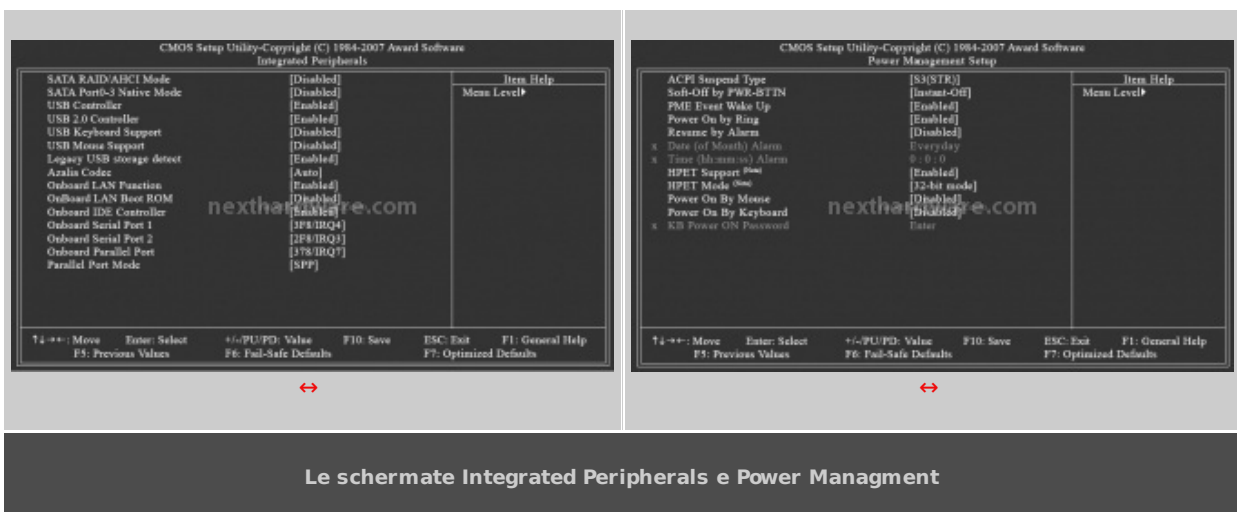 CMOS Setup Utility-Copyright (C) 1984-2007 Award Software
Integrated Peripherals
SATA RAID/AHCI Mode [Disabled]
SATA Port0-3 Native Mode [Disabled]
USB Controller [Enabled]
USB 2.0 Controller [Enabled]
USB Keyboard Support [Disabled]
USB Mouse Support [Disabled]
Legacy USB storage detect [Enabled]
Azalia Codec [Auto]
Onboard LAN Function [Enabled]
OnBoard LAN Boot ROM [Disabled]
Onboard IDE Controller [Enabled]
Onboard Serial Port 1 [3F8/IRQ4]
Onboard Serial Port 2 [2F8/IRQ3]
Onboard Parallel Port [378/IRQ7]
Parallel Port Mode [SPP]
Item Help
Menu Level
nexthardware.com
↑↓→←: Move Enter: Select +/-/PU/PD: Value F10: Save ESC: Exit F1: General Help
F5: Previous Values F6: Fail-Safe Defaults F7: Optimized Defaults
CMOS Setup Utility-Copyright (C) 1984-2007 Award Software
Power Management Setup
ACPI Suspend Type [S3(STR)]
Soft-Off by PWR-BTTN [Instant-Off]
PME Event Wake Up [Enabled]
Power On by Ring [Enabled]
Resume by Alarm [Disabled]
x Date (of Month) Alarm Everyday
x Time (hh:mm:ss) Alarm 0 : 0 : 0
HPET Support (Note) [Enabled]
HPET Mode (Note) [32-bit mode]
Power On By Mouse [Disabled]
Power On By Keyboard [Disabled]
x KB Power ON Password Enter
Item Help
Menu Level
nexthardware.com
↑↓→←: Move Enter: Select +/-/PU/PD: Value F10: Save ESC: Exit F1: General Help
F5: Previous Values F6: Fail-Safe Defaults F7: Optimized Defaults
Le schermate Integrated Peripherals e Power Managment